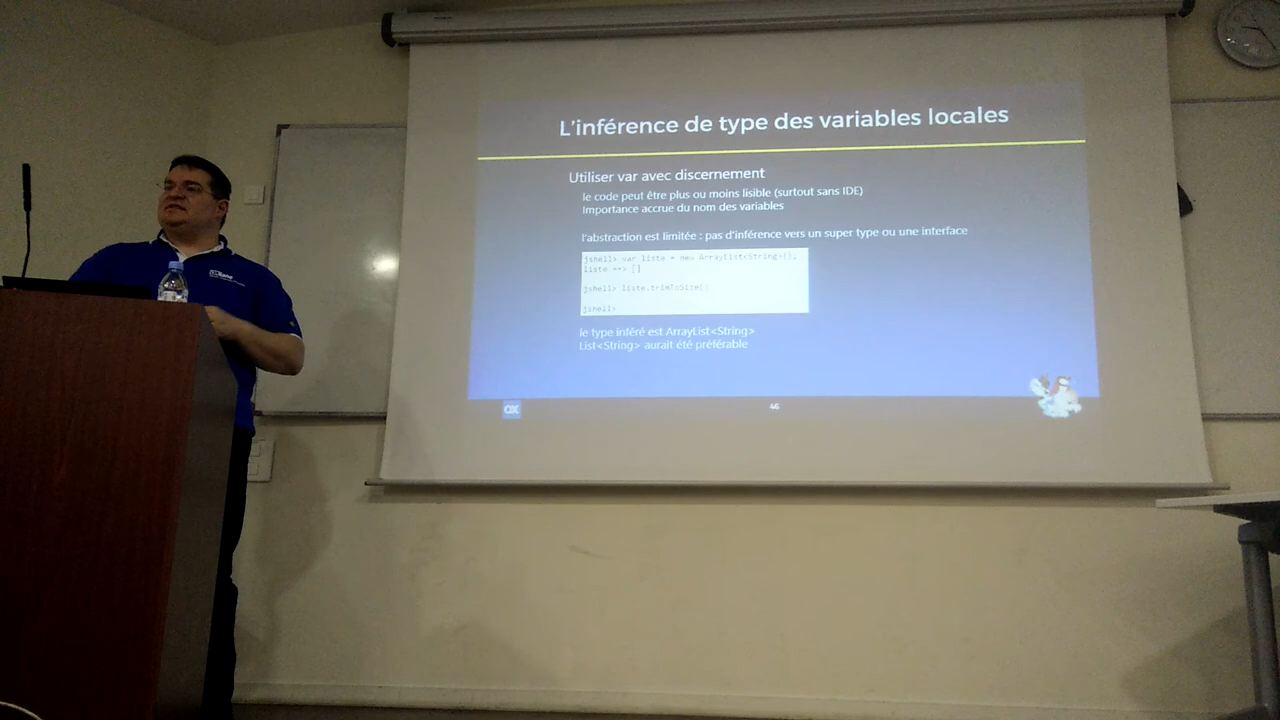 L'inférence de type des variables locales
Utiliser var avec discernement
le code peut être plus ou moins lisible (surtout sans IDE)
Importance accrue du nom des variables
l'abstraction est limitée : pas d'inférence vers un super type ou une interface
jshell> var liste = new ArrayList<String>();
liste ==> []
jshell> liste.trimToSize()
jshell>
le type inféré est ArrayList<String>
List<String> aurait été préférable
OX
46